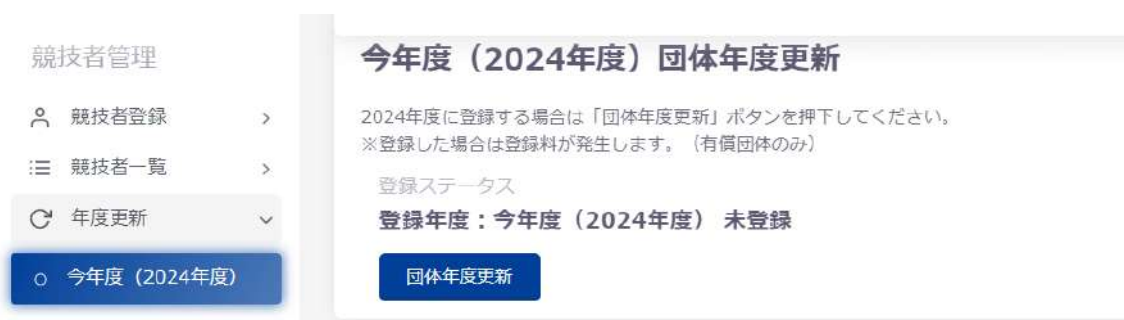 競技者管理
競技者登録
競技者一覧
年度更新
今年度（2024年度）
今年度（2024年度）団体年度更新
2024年度に登録する場合は「団体年度更新」ボタンを押下してください。
※登録した場合は登録料が発生します。（有償団体のみ）
登録ステータス
登録年度：今年度（2024年度） 未登録
団体年度更新